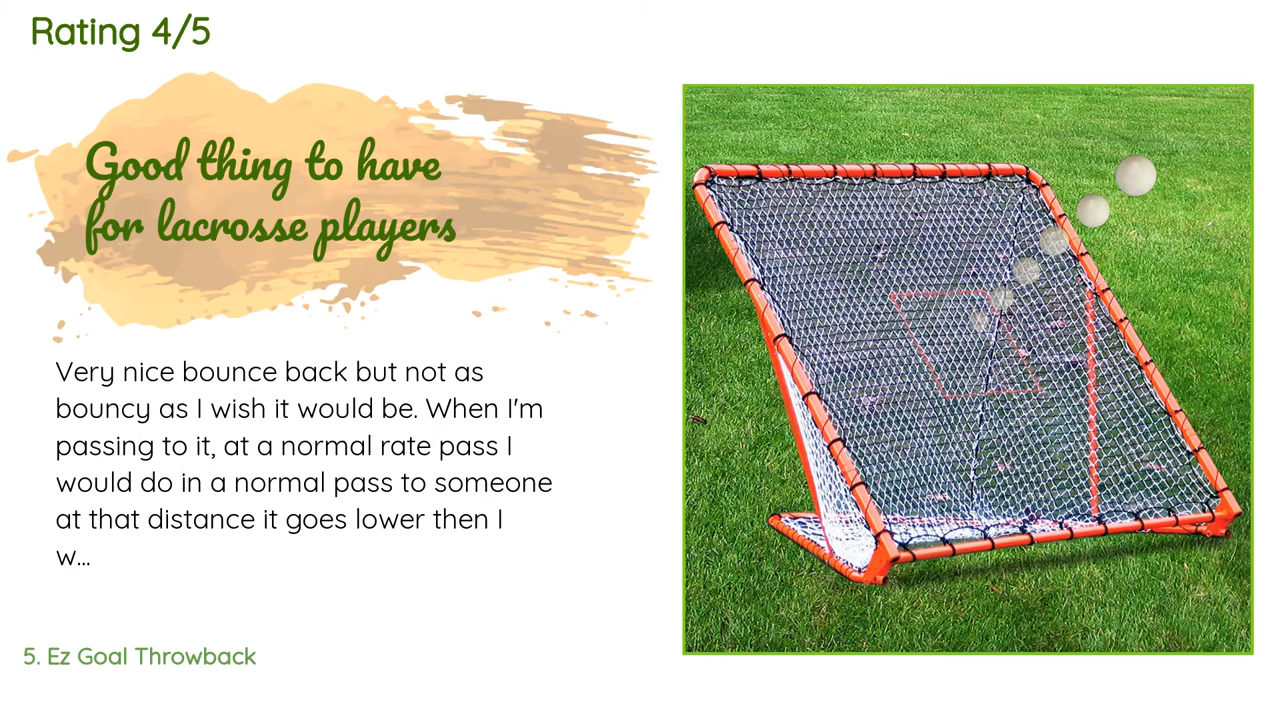 Rating 4/5
Good thing to have
for lacrosse players
Very nice bounce back but not as
bouncy as I wish it would be. When I'm
passing to it, at a normal rate pass I
would do in a normal pass to someone
at that distance it goes lower then I
w...
5. Ez Goal Throwback